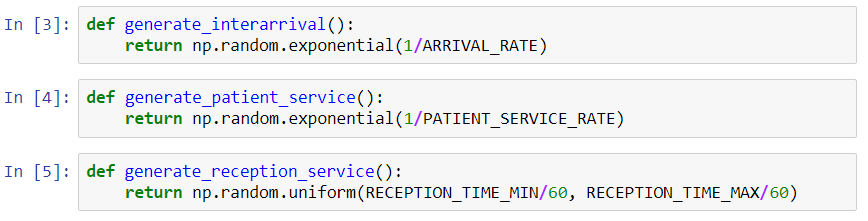 In [3]: def generate_interarrival():
return np.random.exponential(1/ARRIVAL_RATE)
In [4]: def generate_patient_service():
return np.random.exponential(1/PATIENT_SERVICE_RATE)
In [5]: def generate_reception_service():
return np.random.uniform(RECEPTION_TIME_MIN/60, RECEPTION_TIME_MAX/60)